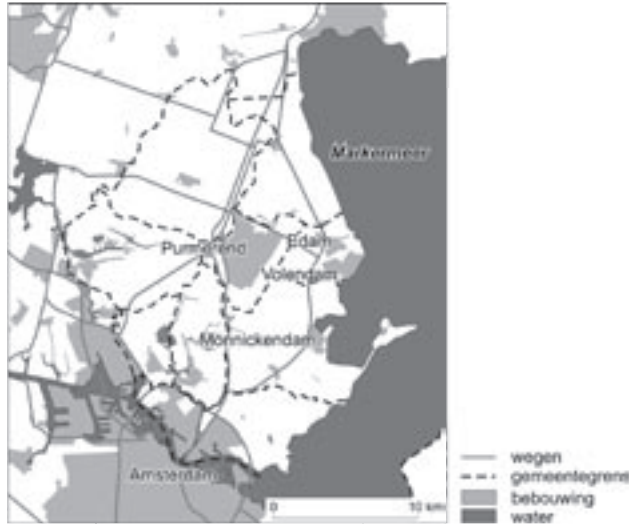 Markermeer
Purmerend
Edam
Volendam
Monnickendam
Amsterdam
0 10 km
wegen
gemeentegrens
bebouwing
water